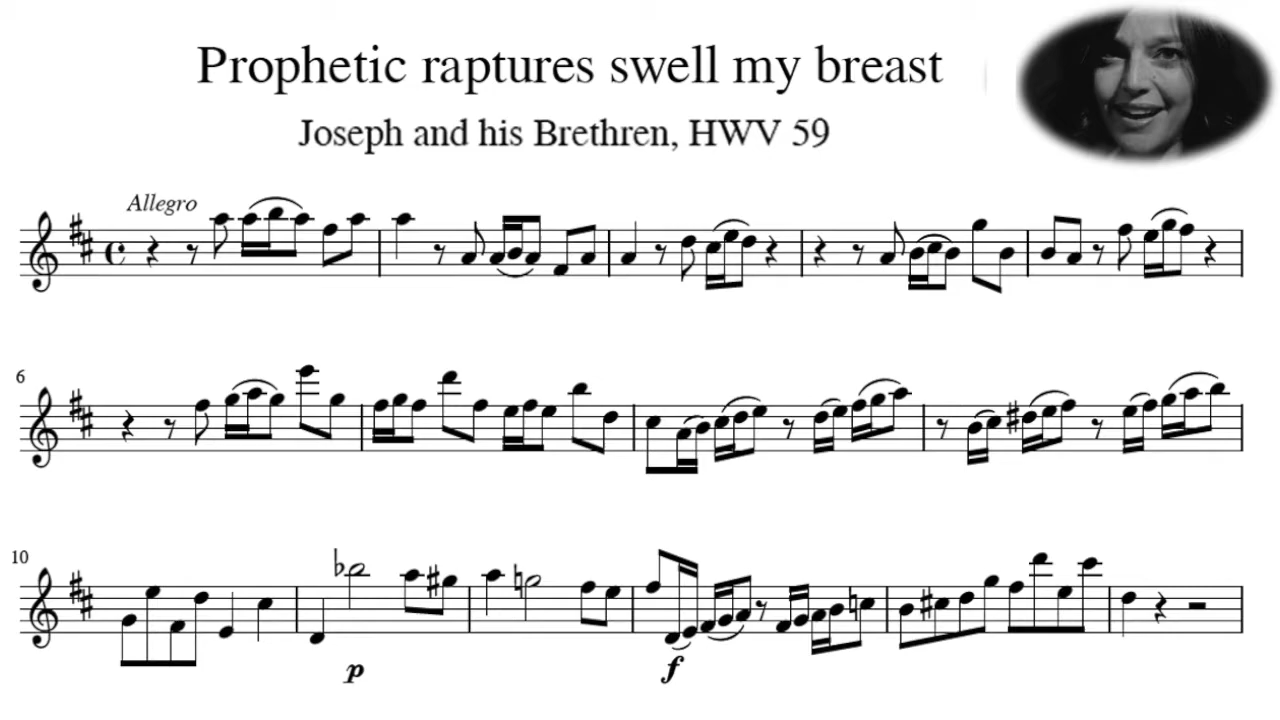 Prophetic raptures swell my breast
Joseph and his Brethren, HWV 59
Allegro
6
10
p
f